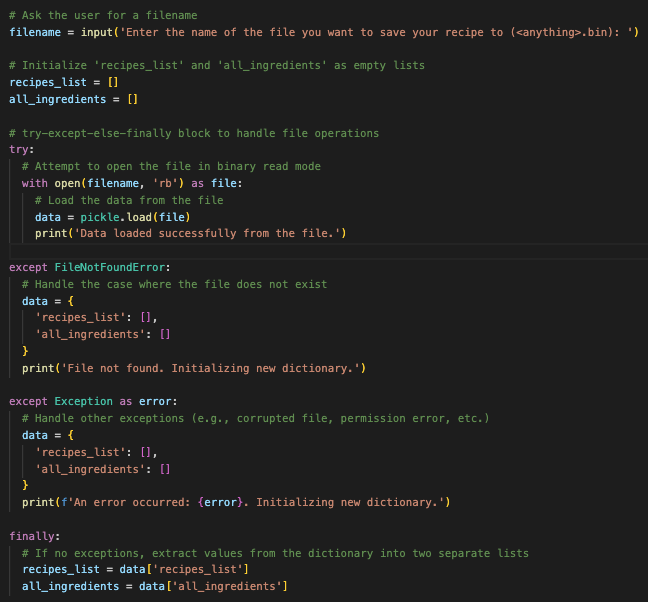 # Ask the user for a filename
filename = input('Enter the name of the file you want to save your recipe to (<anything>.bin): ')
# Initialize 'recipes_list' and 'all_ingredients' as empty lists
recipes_list = []
all_ingredients = []
# try-except-else-finally block to handle file operations
try:
  # Attempt to open the file in binary read mode
  with open(filename, 'rb') as file:
    # Load the data from the file
    data = pickle.load(file)
    print('Data loaded successfully from the file.')
except FileNotFoundError:
  # Handle the case where the file does not exist
  data = {
    'recipes_list': [],
    'all_ingredients': []
  }
  print('File not found. Initializing new dictionary.')
except Exception as error:
  # Handle other exceptions (e.g., corrupted file, permission error, etc.)
  data = {
    'recipes_list': [],
    'all_ingredients': []
  }
  print(f'An error occurred: {error}. Initializing new dictionary.')
finally:
  # If no exceptions, extract values from the dictionary into two separate lists
  recipes_list = data['recipes_list']
  all_ingredients = data['all_ingredients']